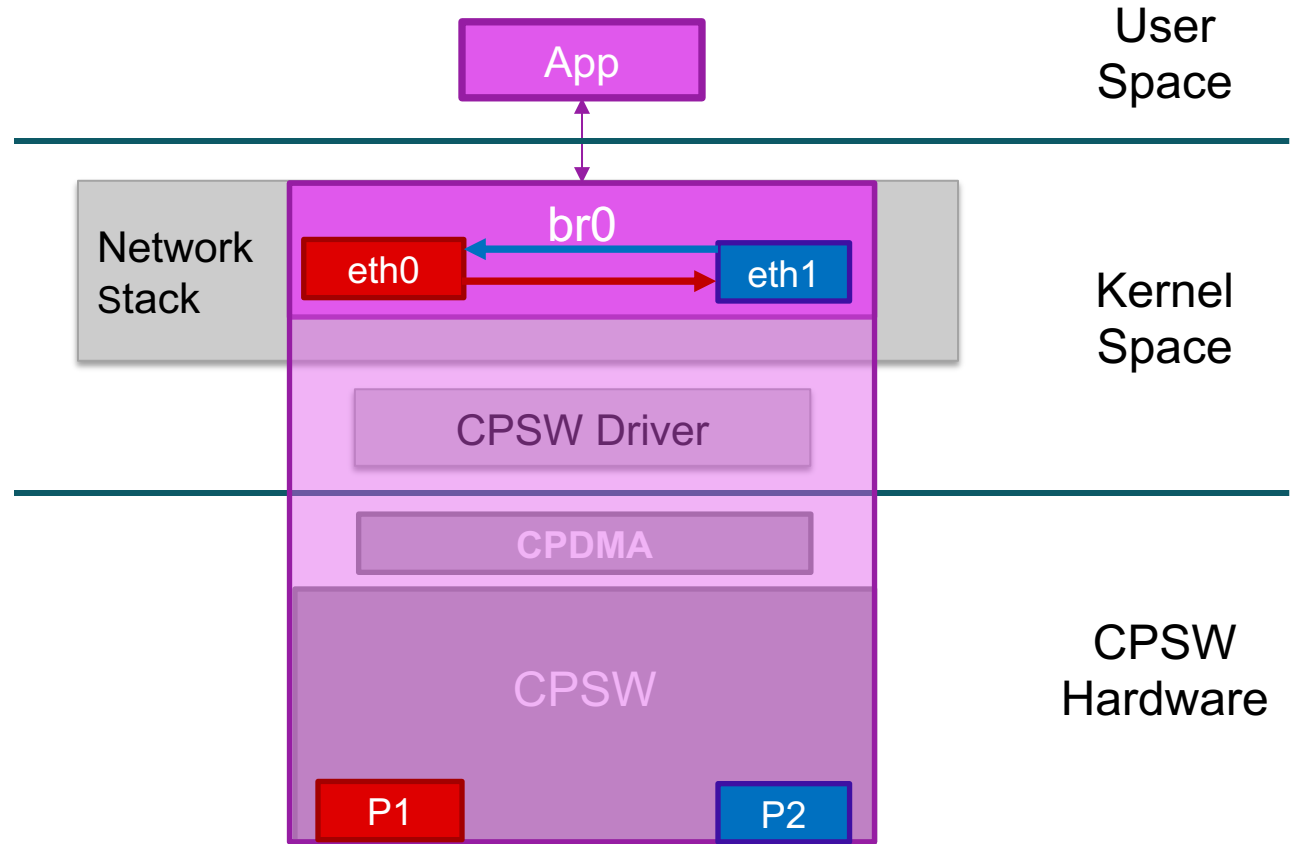 User
Space
App
Network
Stack
br0
eth0
eth1
Kernel
Space
CPSW Driver
CPDMA
CPSW
CPSW
Hardware
P1
P2